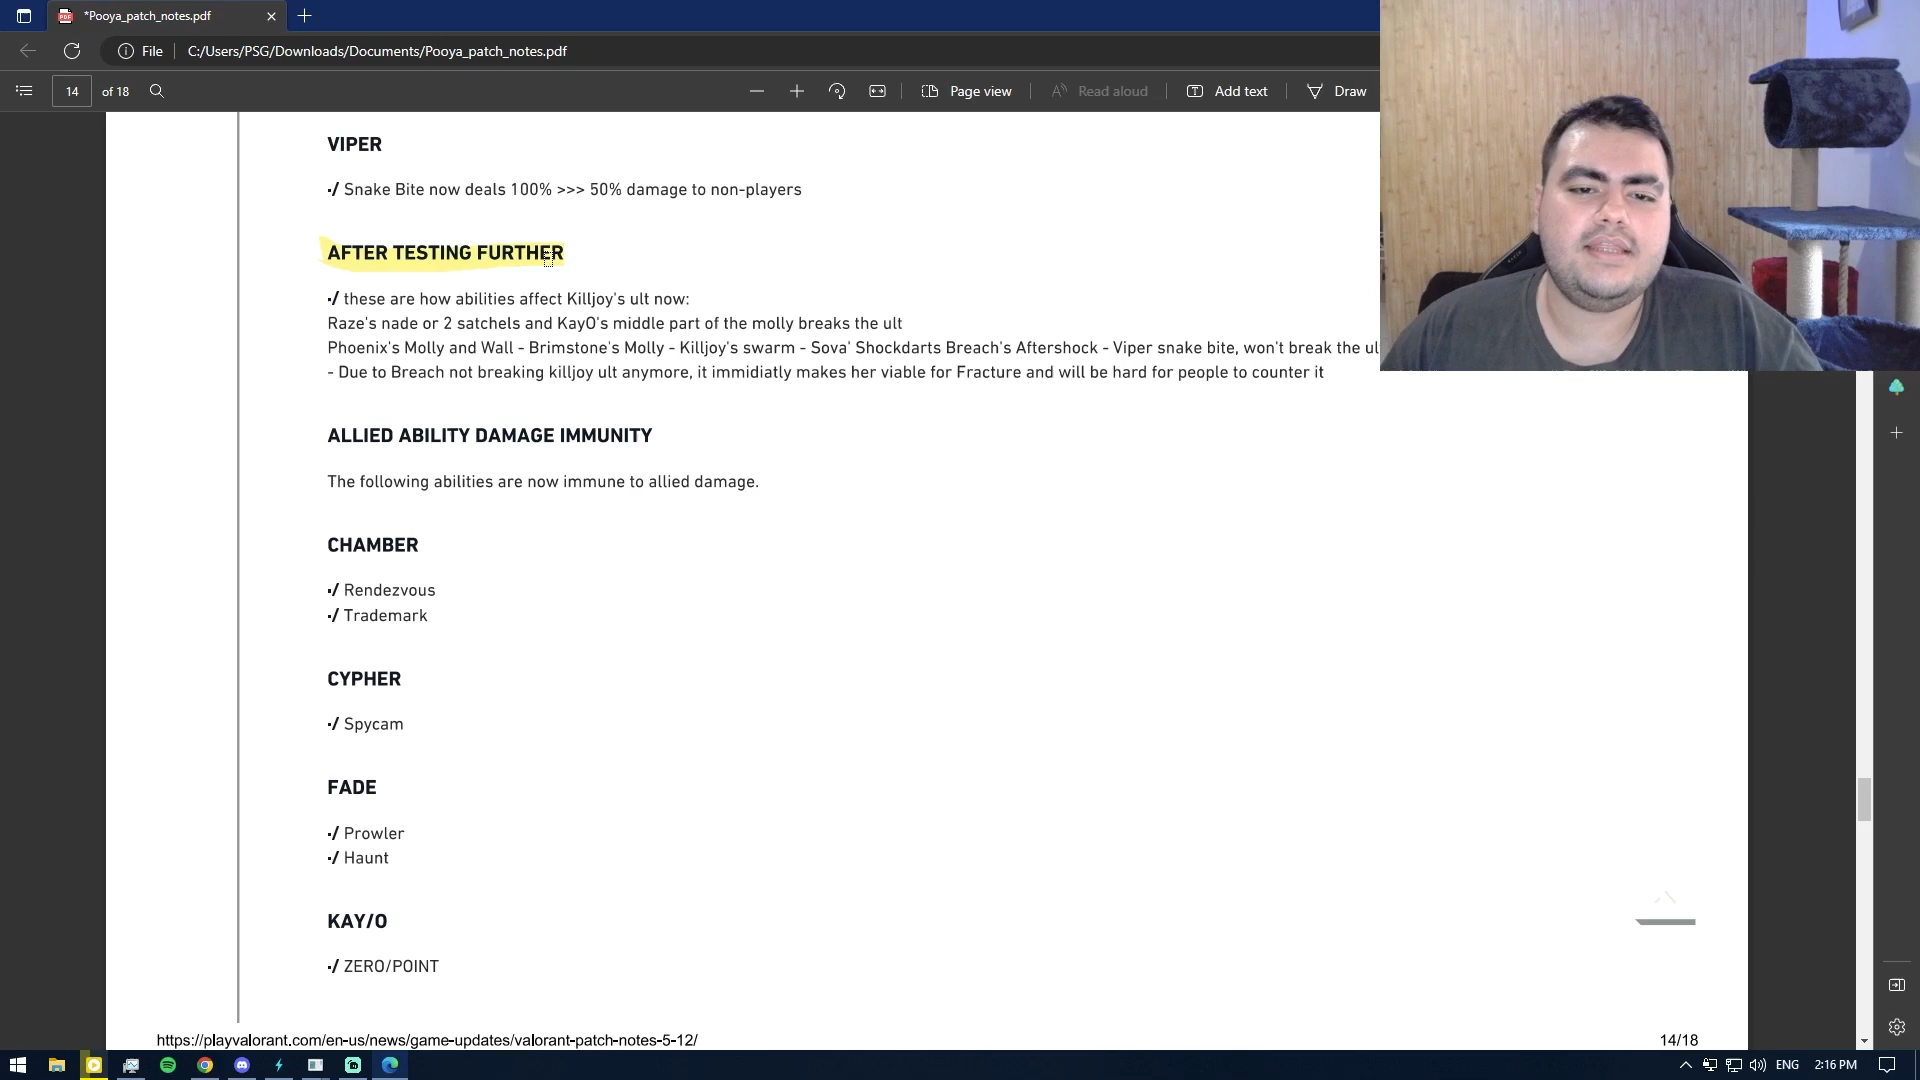 *Pooya_patch_notes.pdf
File
C:/Users/PSG/Downloads/Documents/Pooya_patch_notes.pdf
14 of 18
Page view
Read aloud
Add text
Draw
VIPER
Snake Bite now deals 100% >>> 50% damage to non-players
AFTER TESTING FURTHER
these are how abilities affect Killjoy's ult now:
Raze's nade or 2 satchels and KayO's middle part of the molly breaks the ult
Phoenix's Molly and Wall - Brimstone's Molly - Killjoy's swarm - Sova' Shockdarts Breach's Aftershock - Viper snake bite, won't break the ul
- Due to Breach not breaking killjoy ult anymore, it immidiatly makes her viable for Fracture and will be hard for people to counter it
ALLIED ABILITY DAMAGE IMMUNITY
The following abilities are now immune to allied damage.
CHAMBER
Rendezvous
Trademark
CYPHER
Spycam
FADE
Prowler
Haunt
KAY/O
ZERO/POINT
https://playvalorant.com/en-us/news/game-updates/valorant-patch-notes-5-12/
14/18
ENG
2:16 PM